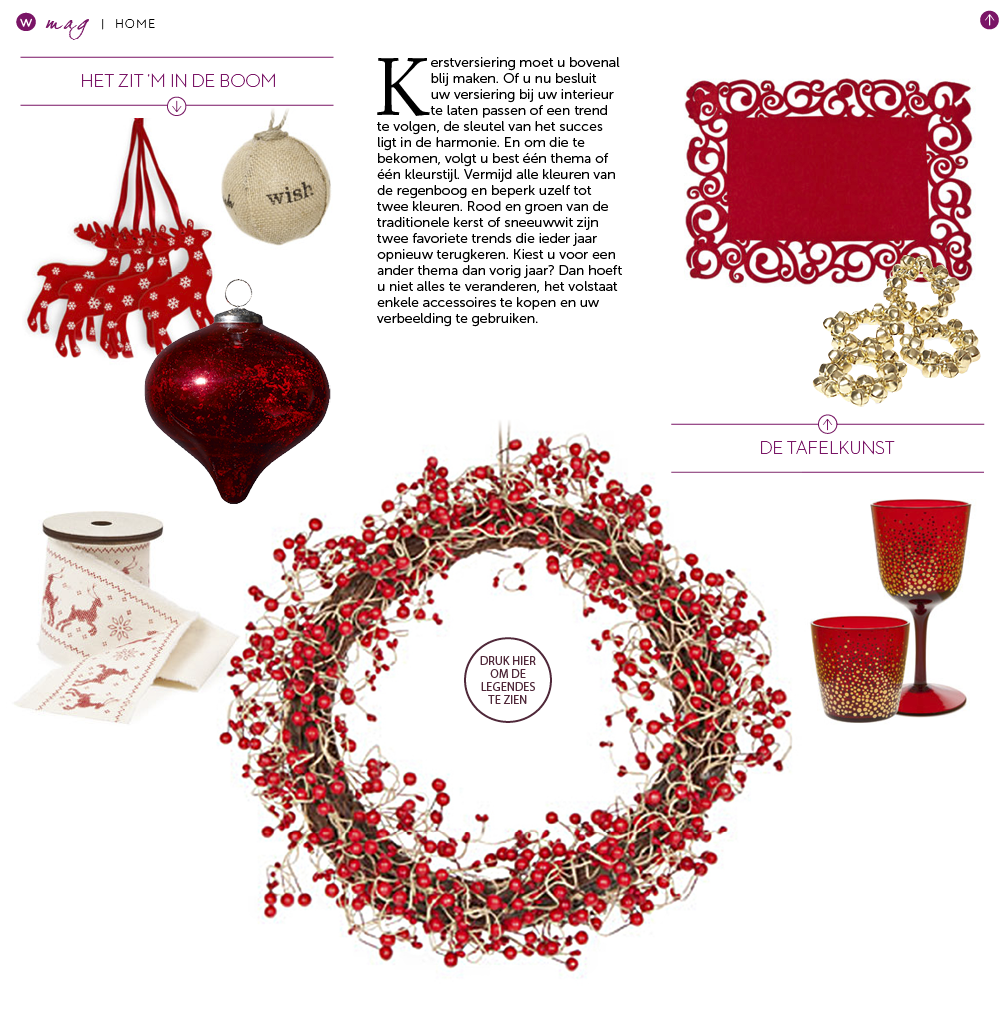 w mag | HOME
HET ZIT ’M IN DE BOOM
wish
Kerstversiering moet u bovenal
blij maken. Of u nu besluit
uw versiering bij uw interieur
te laten passen of een trend
te volgen, de sleutel van het succes
ligt in de harmonie. En om die te
bekomen, volgt u best één thema of
één kleurstijl. Vermijd alle kleuren van
de regenboog en beperk uzelf tot
twee kleuren. Rood en groen van de
traditionele kerst of sneeuwwit zijn
twee favoriete trends die ieder jaar
opnieuw terugkeren. Kiest u voor een
ander thema dan vorig jaar? Dan hoeft
u niet alles te veranderen, het volstaat
enkele accessoires te kopen en uw
verbeelding te gebruiken.
DE TAFELKUNST
DRUK HIER
OM DE
LEGENDES
TE ZIEN